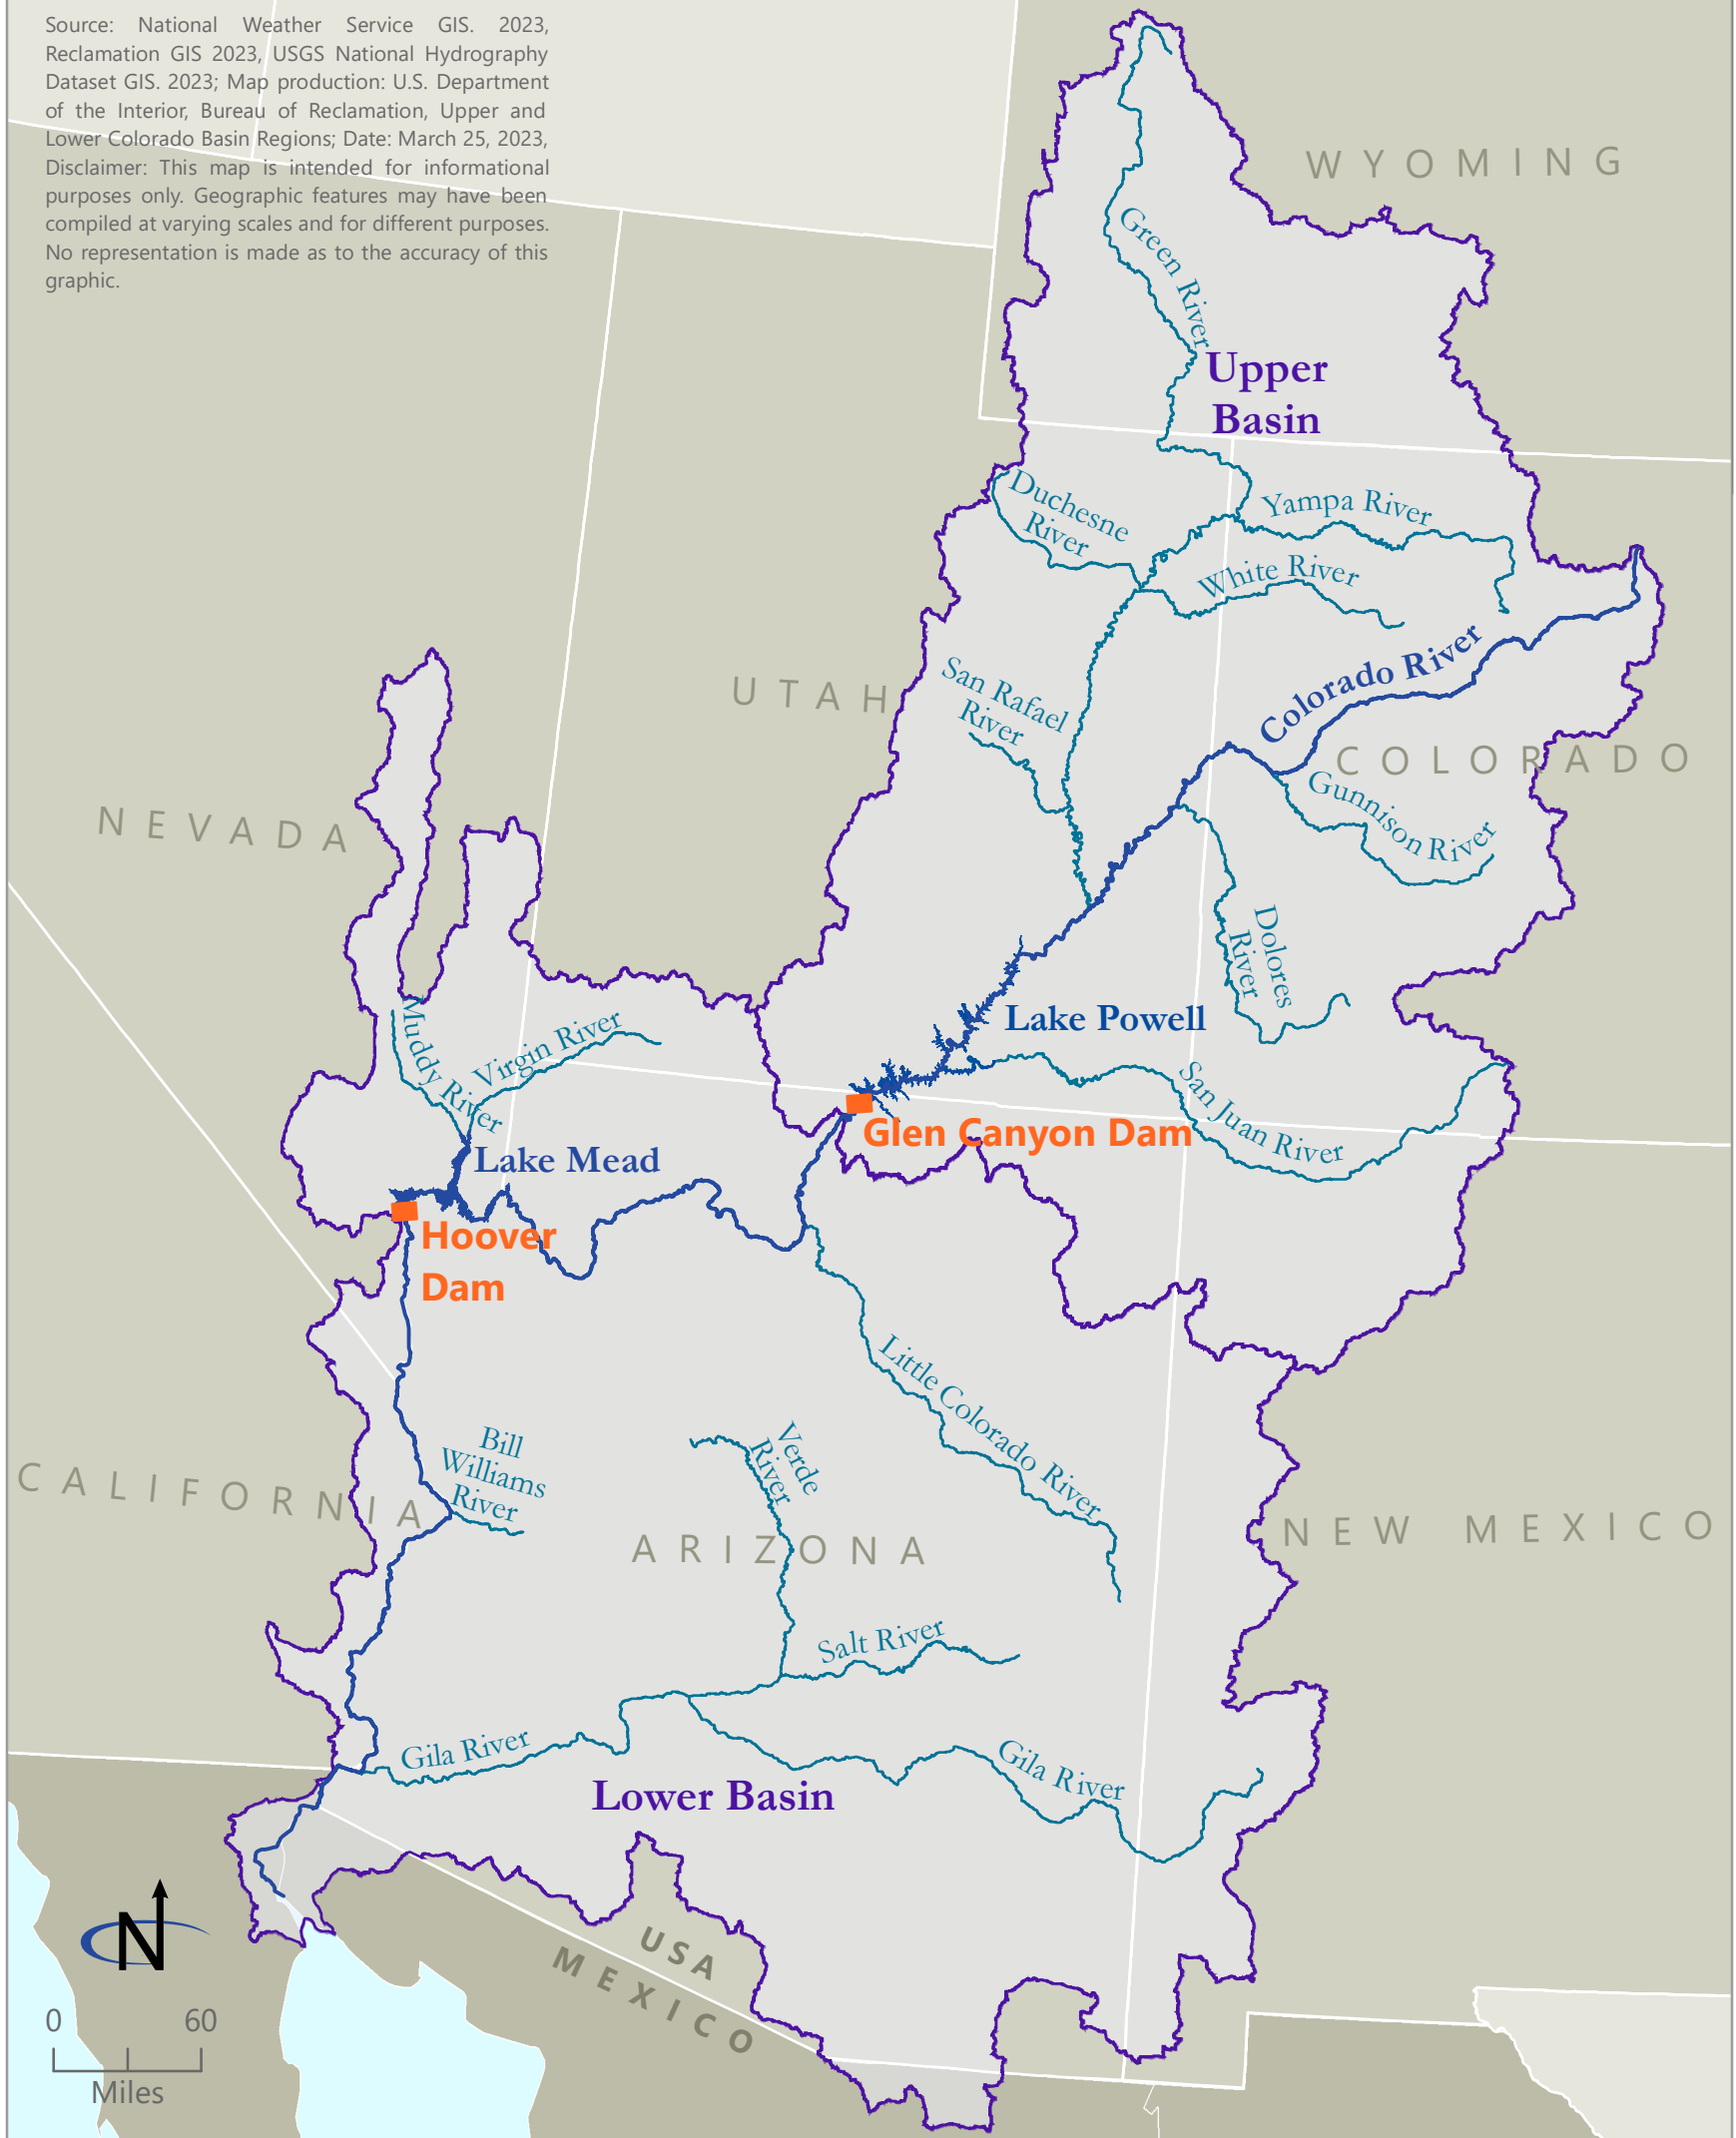 Source: National Weather Service GIS. 2023,
Reclamation GIS 2023, USGS National Hydrography
Dataset GIS. 2023; Map production: U.S. Department
of the Interior, Bureau of Reclamation, Upper and
Lower Colorado Basin Regions; Date: March 25, 2023,
Disclaimer: This map is intended for informational
purposes only. Geographic features may have been
compiled at varying scales and for different purposes.
No representation is made as to the accuracy of this
graphic.
WYOMING
Green River
Upper
Basin
Duchesne
River
Yampa River
White River
Colorado River
San Rafael
River
UTAH
COLORADO
Gunnison River
NEVADA
Dolores
River
Lake Powell
Muddy River
Virgin River
San Juan River
Glen Canyon Dam
Lake Mead
Hoover
Dam
Little Colorado River
Bill
Williams
River
Verde
River
CALIFORNIA
ARIZONA
NEW MEXICO
Salt River
Gila River
Gila River
Lower Basin
USA
MEXICO
N
0 60
Miles